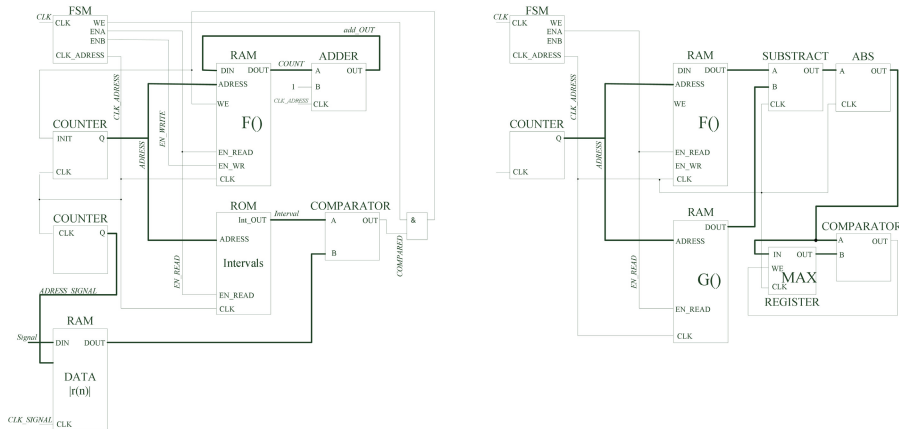 FSM
CLK
CLK
WE
ENA
ENB
CLK_ADRESS
CLK_ADRESS
EN_WRITE
add_OUT
RAM
DIN
DOUT
COUNT
ADRESS
WE
F()
EN_READ
EN_WR
CLK
ADDER
A
OUT
1
B
CLK_ADRESS
CLK
COUNTER
INIT
Q
CLK
ADRESS
COUNTER
CLK
Q
ADRESS_SIGNAL
EN_READ
ROM
Int_OUT
Interval
ADRESS
Intervals
EN_READ
CLK
COMPARATOR
A
OUT
B
COMPARED
&
RAM
Signal
DIN
DOUT
DATA
|r(n)|
CLK_SIGNAL
CLK
FSM
CLK
CLK
WE
ENA
ENB
CLK_ADRESS
CLK_ADRESS
COUNTER
Q
CLK
ADRESS
EN_READ
RAM
DIN
DOUT
ADRESS
WE
F()
EN_READ
EN_WR
CLK
SUBSTRACT
A
OUT
B
CLK
ABS
A
OUT
CLK
RAM
DOUT
ADRESS
G()
EN_READ
CLK
IN
OUT
WE
MAX
CLK
REGISTER
COMPARATOR
A
OUT
B